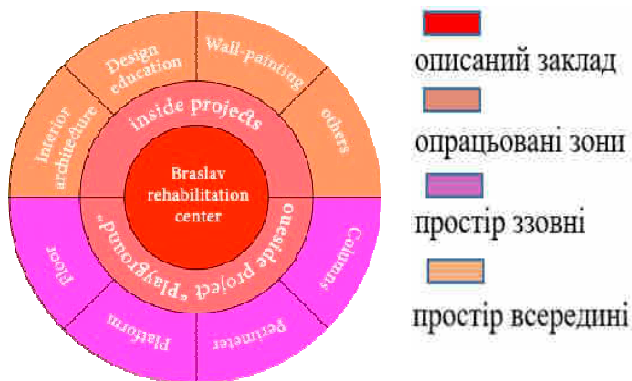 Design
education
Wall-painting
others
Interior
architecture
inside projects
Braslav
rehabilitation
center
oueside project "Playground"
Floor
Platform
Perimeter
Columns
описаний заклад
опрацьовані зони
простір ззовні
простір всередині